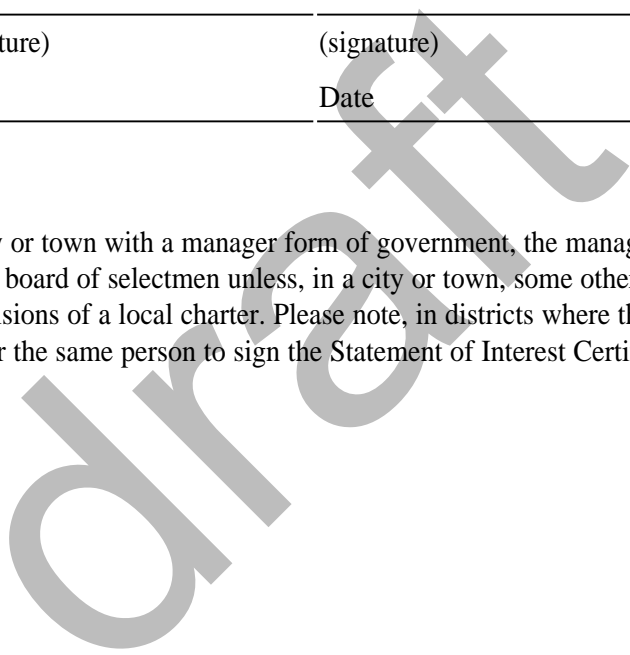 ture) (signature)
Date
or town with a manager form of government, the manag
board of selectmen unless, in a city or town, some other
sions of a local charter. Please note, in districts where th
the same person to sign the Statement of Interest Certi
draft